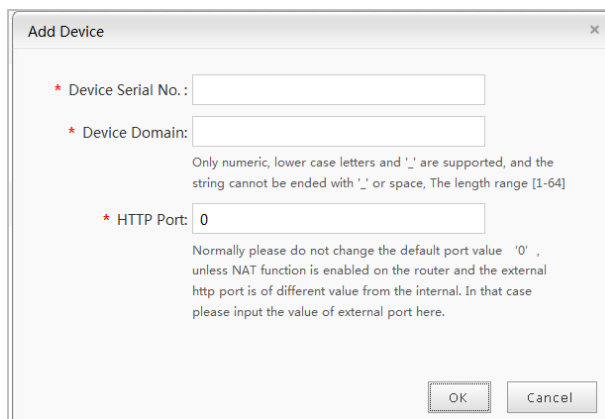 Add Device ×
* Device Serial No. :
* Device Domain:
Only numeric, lower case letters and '_' are supported, and the
string cannot be ended with '_' or space, The length range [1-64]
* HTTP Port: 0
Normally please do not change the default port value '0' ,
unless NAT function is enabled on the router and the external
http port is of different value from the internal. In that case
please input the value of external port here.
OK Cancel